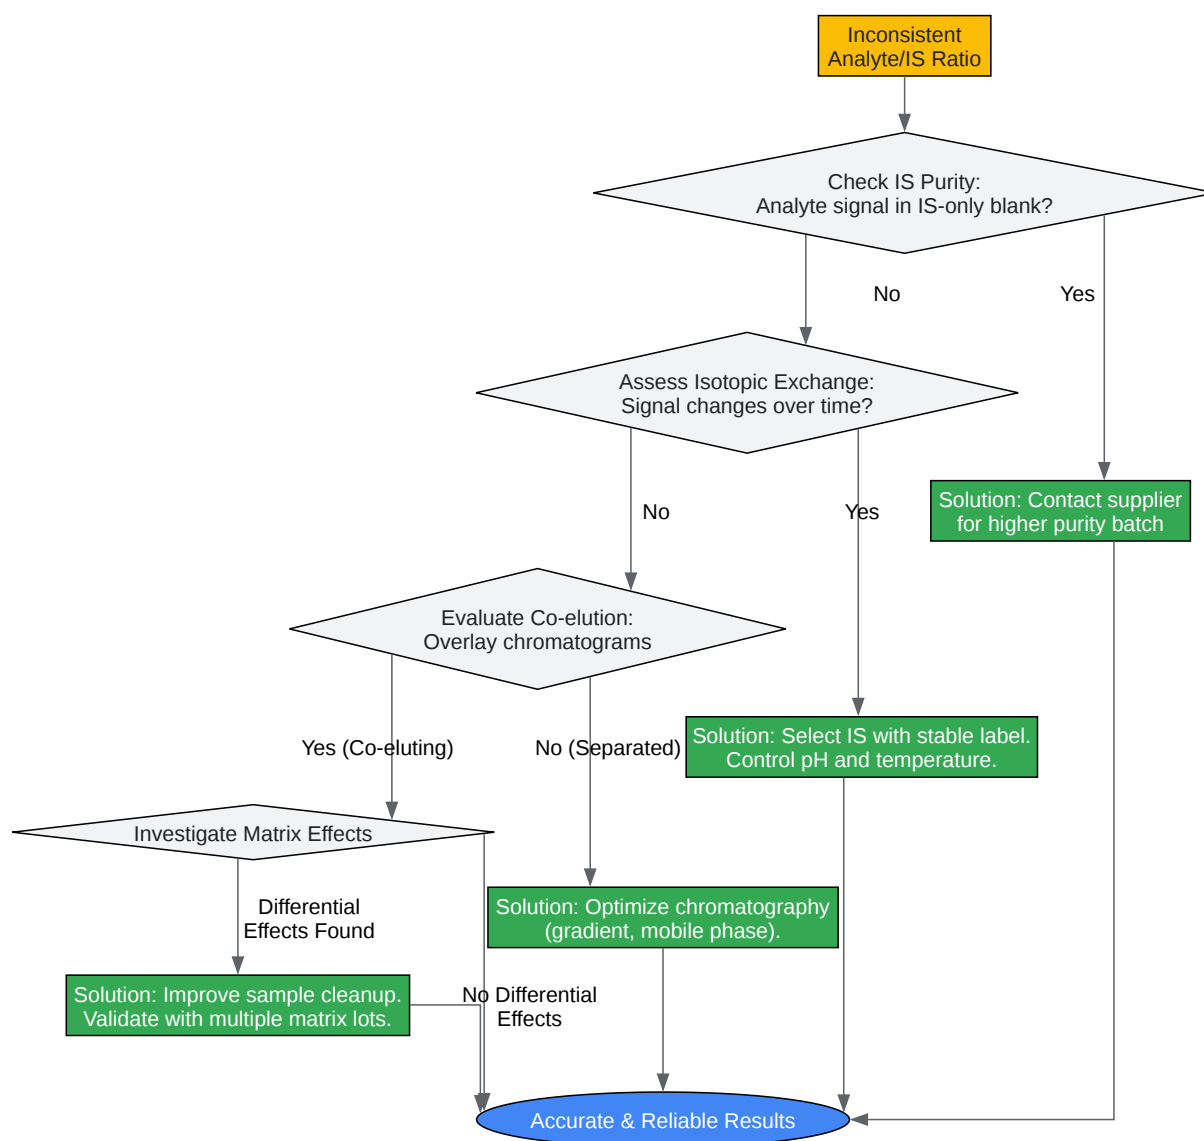 Inconsistent
Analyte/IS Ratio
Check IS Purity:
Analyte signal in IS-only blank?
No
Yes
Assess Isotopic Exchange:
Signal changes over time?
No
Yes
Solution: Contact supplier
for higher purity batch
Evaluate Co-elution:
Overlay chromatograms
Yes (Co-eluting)
No (Separated)
Solution: Select IS with stable label.
Control pH and temperature.
Investigate Matrix Effects
Differential
Effects Found
Solution: Optimize chromatography
(gradient, mobile phase).
Solution: Improve sample cleanup.
Validate with multiple matrix lots.
No Differential
Effects
Accurate & Reliable Results